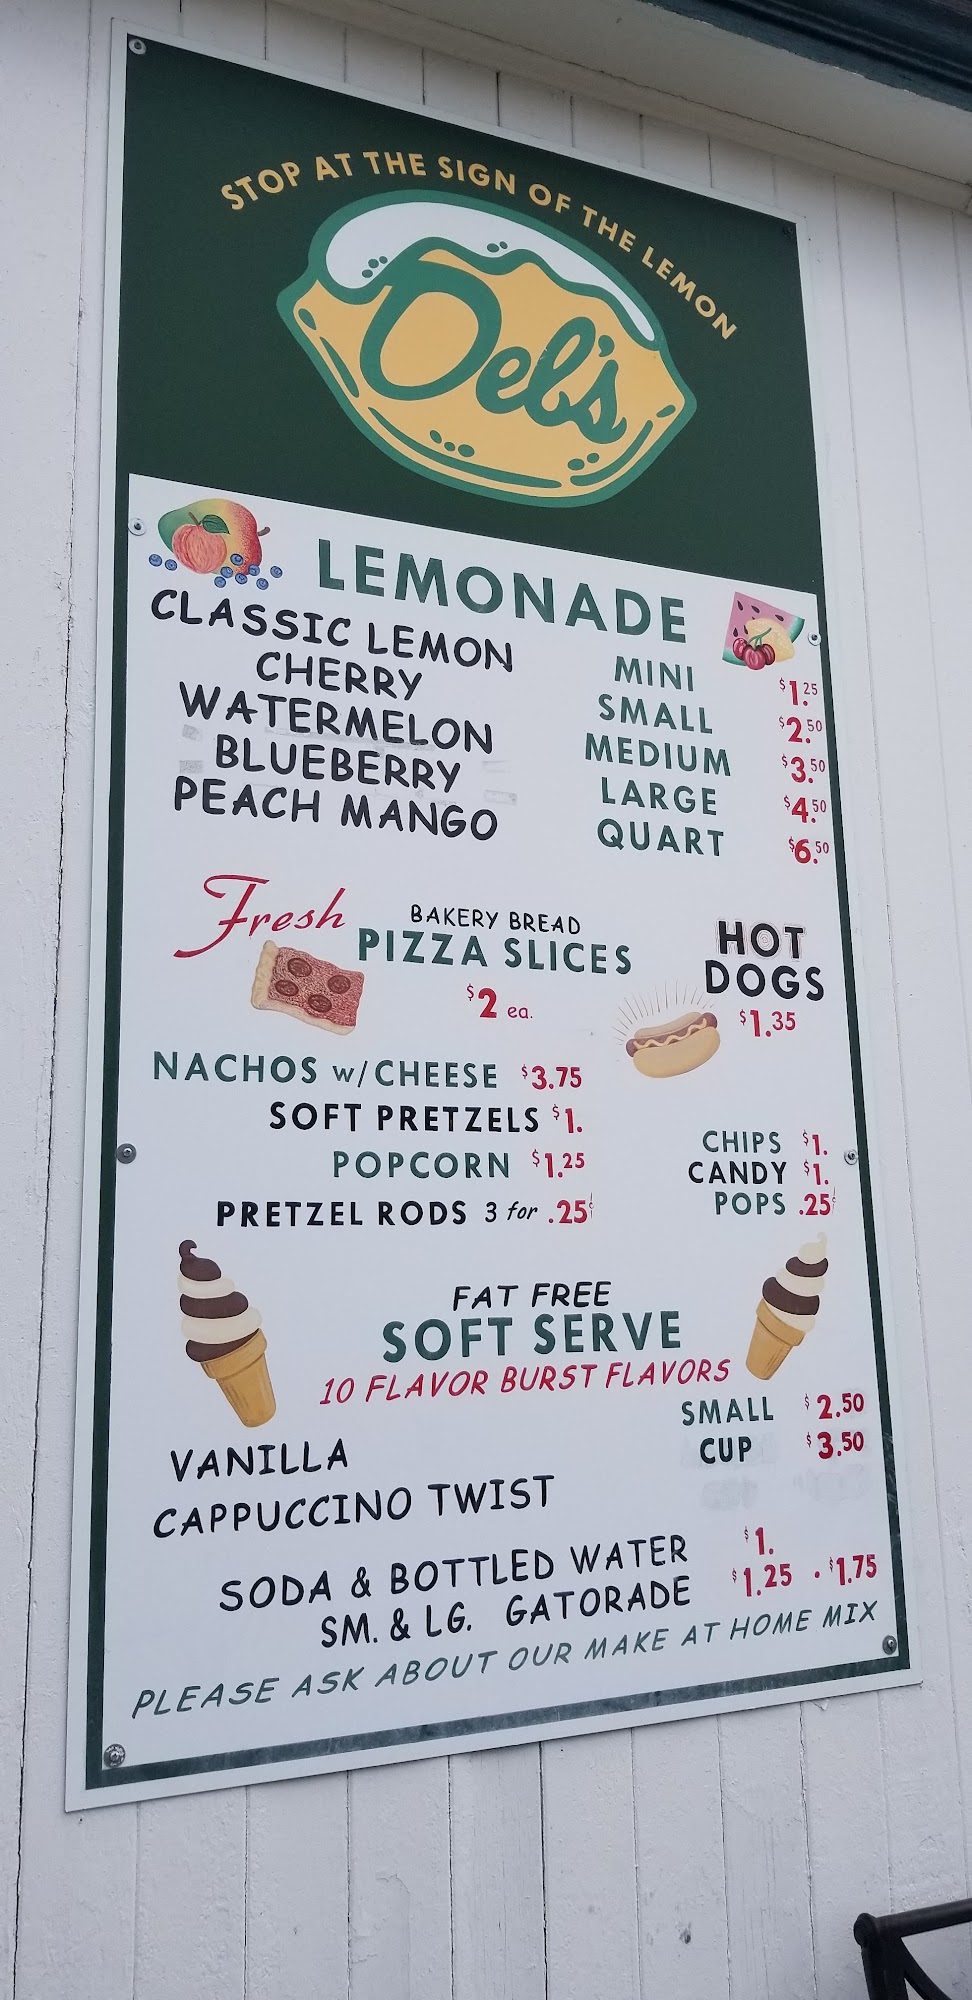 STOP AT THE SIGN OF THE LEMON
Del's
LEMONADE
CLASSIC LEMON
CHERRY
WATERMELON
BLUEBERRY
PEACH MANGO
MINI $1.25
SMALL $2.50
MEDIUM $3.50
LARGE $4.50
QUART $6.50
Fresh BAKERY BREAD
PIZZA SLICES
$2 ea.
HOT
DOGS
$1.35
NACHOS w/ CHEESE $3.75
SOFT PRETZELS $1.
POPCORN $1.25
PRETZEL RODS 3 for .25¢
CHIPS $1.
CANDY $1.
POPS .25¢
FAT FREE
SOFT SERVE
10 FLAVOR BURST FLAVORS
SMALL $2.50
CUP $3.50
VANILLA
CAPPUCCINO TWIST
SODA & BOTTLED WATER $1.
SM. & LG. GATORADE $1.25 • $1.75
PLEASE ASK ABOUT OUR MAKE AT HOME MIX